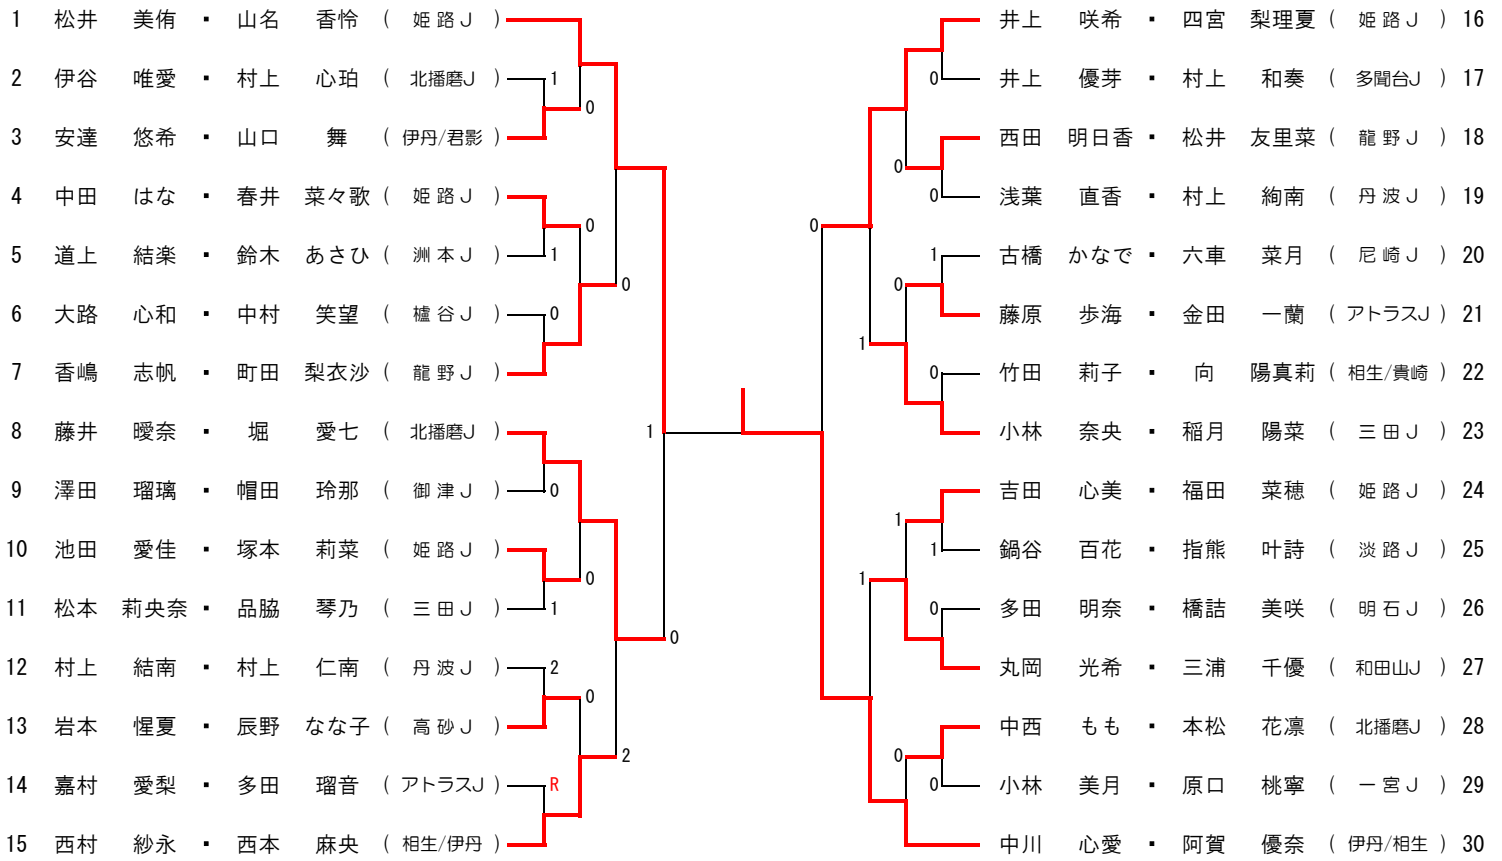 1 松井 美侑 ・ 山名 香怜 ( 姫路J )
2 伊谷 唯愛 ・ 村上 心珀 ( 北播磨J ) 1
0
3 安達 悠希 ・ 山口 舞 ( 伊丹/君影 )
4 中田 はな ・ 春井 菜々歌 ( 姫路J )
0
5 道上 結楽 ・ 鈴木 あさひ ( 洲本J ) 1
0
6 大路 心和 ・ 中村 笑望 ( 櫨谷J ) 0
7 香嶋 志帆 ・ 町田 梨衣沙 ( 龍野J )
8 藤井 曖奈 ・ 堀 愛七 ( 北播磨J )
1
9 澤田 瑠璃 ・ 帽田 玲那 ( 御津J ) 0
10 池田 愛佳 ・ 塚本 莉菜 ( 姫路J )
0
11 松本 莉央奈 ・ 品脇 琴乃 ( 三田J ) 1
0
12 村上 結南 ・ 村上 仁南 ( 丹波J ) 2
0
13 岩本 惺夏 ・ 辰野 なな子 ( 高砂J )
2
14 嘉村 愛梨 ・ 多田 瑠音 ( アトラスJ ) R
15 西村 紗永 ・ 西本 麻央 ( 相生/伊丹 )
井上 咲希 ・ 四宮 梨理夏 ( 姫路J ) 16
0 井上 優芽 ・ 村上 和奏 ( 多聞台J ) 17
西田 明日香 ・ 松井 友里菜 ( 龍野J ) 18
0
0 浅葉 直香 ・ 村上 絢南 ( 丹波J ) 19
0
1 古橋 かなで ・ 六車 菜月 ( 尼崎J ) 20
0
藤原 歩海 ・ 金田 一蘭 ( アトラスJ ) 21
1
0 竹田 莉子 ・ 向 陽真莉 ( 相生/貴崎 ) 22
小林 奈央 ・ 稲月 陽菜 ( 三田J ) 23
吉田 心美 ・ 福田 菜穂 ( 姫路J ) 24
1
1 鍋谷 百花 ・ 指熊 叶詩 ( 淡路J ) 25
1
0 多田 明奈 ・ 橋詰 美咲 ( 明石J ) 26
丸岡 光希 ・ 三浦 千優 ( 和田山J ) 27
中西 もも ・ 本松 花凛 ( 北播磨J ) 28
0
0 小林 美月 ・ 原口 桃寧 ( 一宮J ) 29
中川 心愛 ・ 阿賀 優奈 ( 伊丹/相生 ) 30